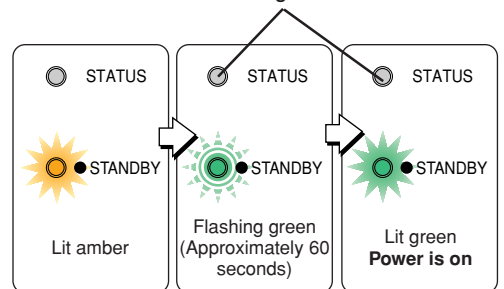 STATUS
STANDBY
Lit amber
STATUS
STANDBY
Flashing green
(Approximately 60
seconds)
STATUS
STANDBY
Lit green
Power is on